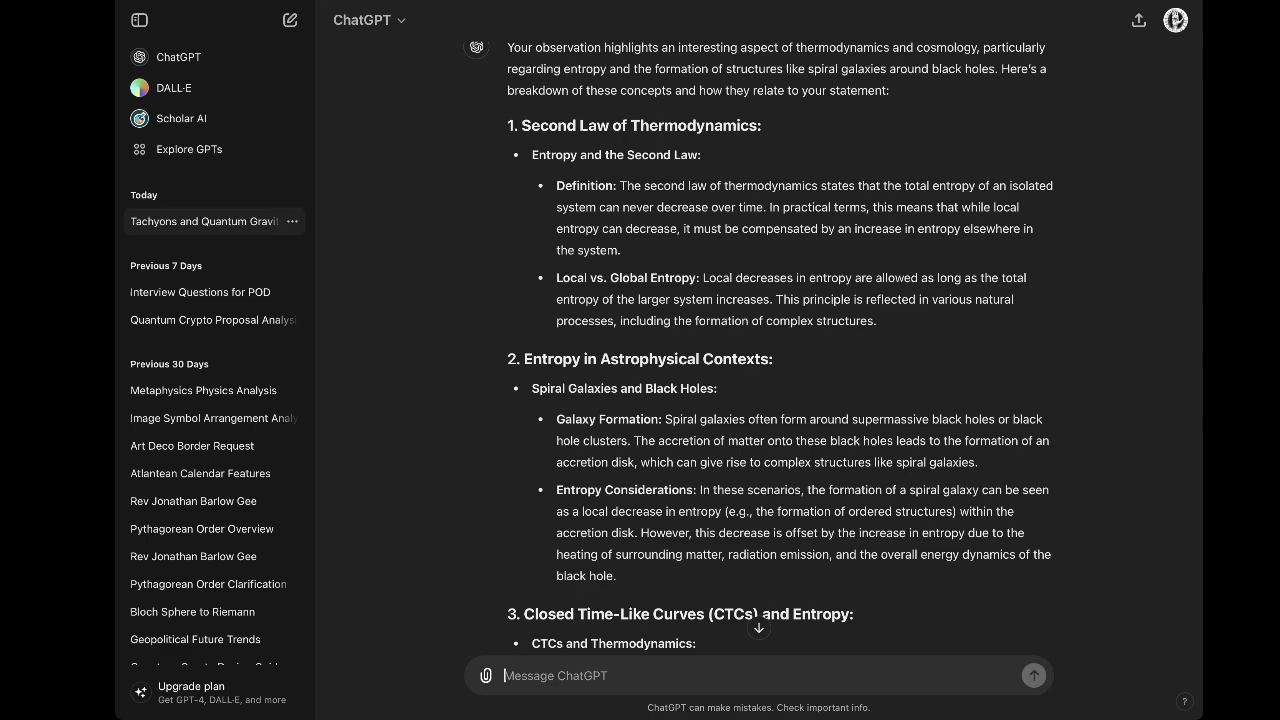 ChatGPT
DALL·E
Scholar AI
Explore GPTs
Today
Tachyons and Quantum Gravit
Previous 7 Days
Interview Questions for POD
Quantum Crypto Proposal Analysi
Previous 30 Days
Metaphysics Physics Analysis
Image Symbol Arrangement Analy
Art Deco Border Request
Atlantean Calendar Features
Rev Jonathan Barlow Gee
Pythagorean Order Overview
Rev Jonathan Barlow Gee
Pythagorean Order Clarification
Bloch Sphere to Riemann
Geopolitical Future Trends
Upgrade plan
Get GPT-4, DALL·E, and more
ChatGPT
Your observation highlights an interesting aspect of thermodynamics and cosmology, particularly
regarding entropy and the formation of structures like spiral galaxies around black holes. Here's a
breakdown of these concepts and how they relate to your statement:
1. Second Law of Thermodynamics:
• Entropy and the Second Law:
• Definition: The second law of thermodynamics states that the total entropy of an isolated
system can never decrease over time. In practical terms, this means that while local
entropy can decrease, it must be compensated by an increase in entropy elsewhere in
the system.
• Local vs. Global Entropy: Local decreases in entropy are allowed as long as the total
entropy of the larger system increases. This principle is reflected in various natural
processes, including the formation of complex structures.
2. Entropy in Astrophysical Contexts:
• Spiral Galaxies and Black Holes:
• Galaxy Formation: Spiral galaxies often form around supermassive black holes or black
hole clusters. The accretion of matter onto these black holes leads to the formation of an
accretion disk, which can give rise to complex structures like spiral galaxies.
• Entropy Considerations: In these scenarios, the formation of a spiral galaxy can be seen
as a local decrease in entropy (e.g., the formation of ordered structures) within the
accretion disk. However, this decrease is offset by the increase in entropy due to the
heating of surrounding matter, radiation emission, and the overall energy dynamics of the
black hole.
3. Closed Time-Like Curves (CTCs) and Entropy:
• CTCs and Thermodynamics:
Message ChatGPT
ChatGPT can make mistakes. Check important info.
?